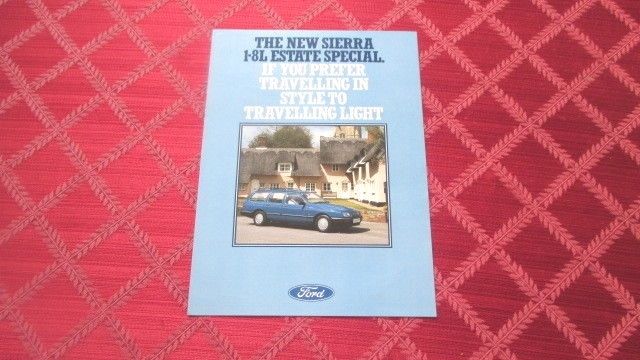 THE NEW SIERRA
1·8L ESTATE SPECIAL.
IF YOU PREFER
TRAVELLING IN
STYLE TO
TRAVELLING LIGHT
Ford